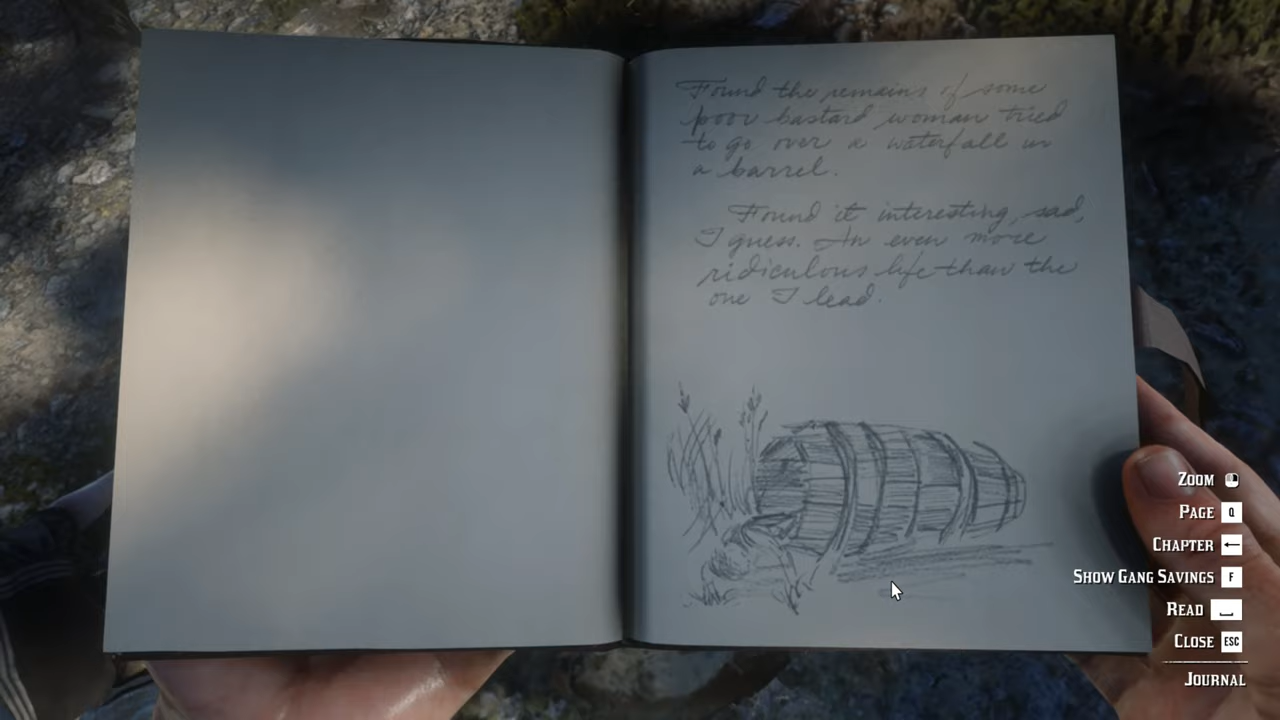 Found the remains of some
poor bastard woman tried
to go over a waterfall in
a barrel.
Found it interesting, sad,
I guess. An even more
ridiculous life than the
one I lead.
ZOOM
PAGE Q
CHAPTER ←
SHOW GANG SAVINGS F
READ
CLOSE ESC
JOURNAL